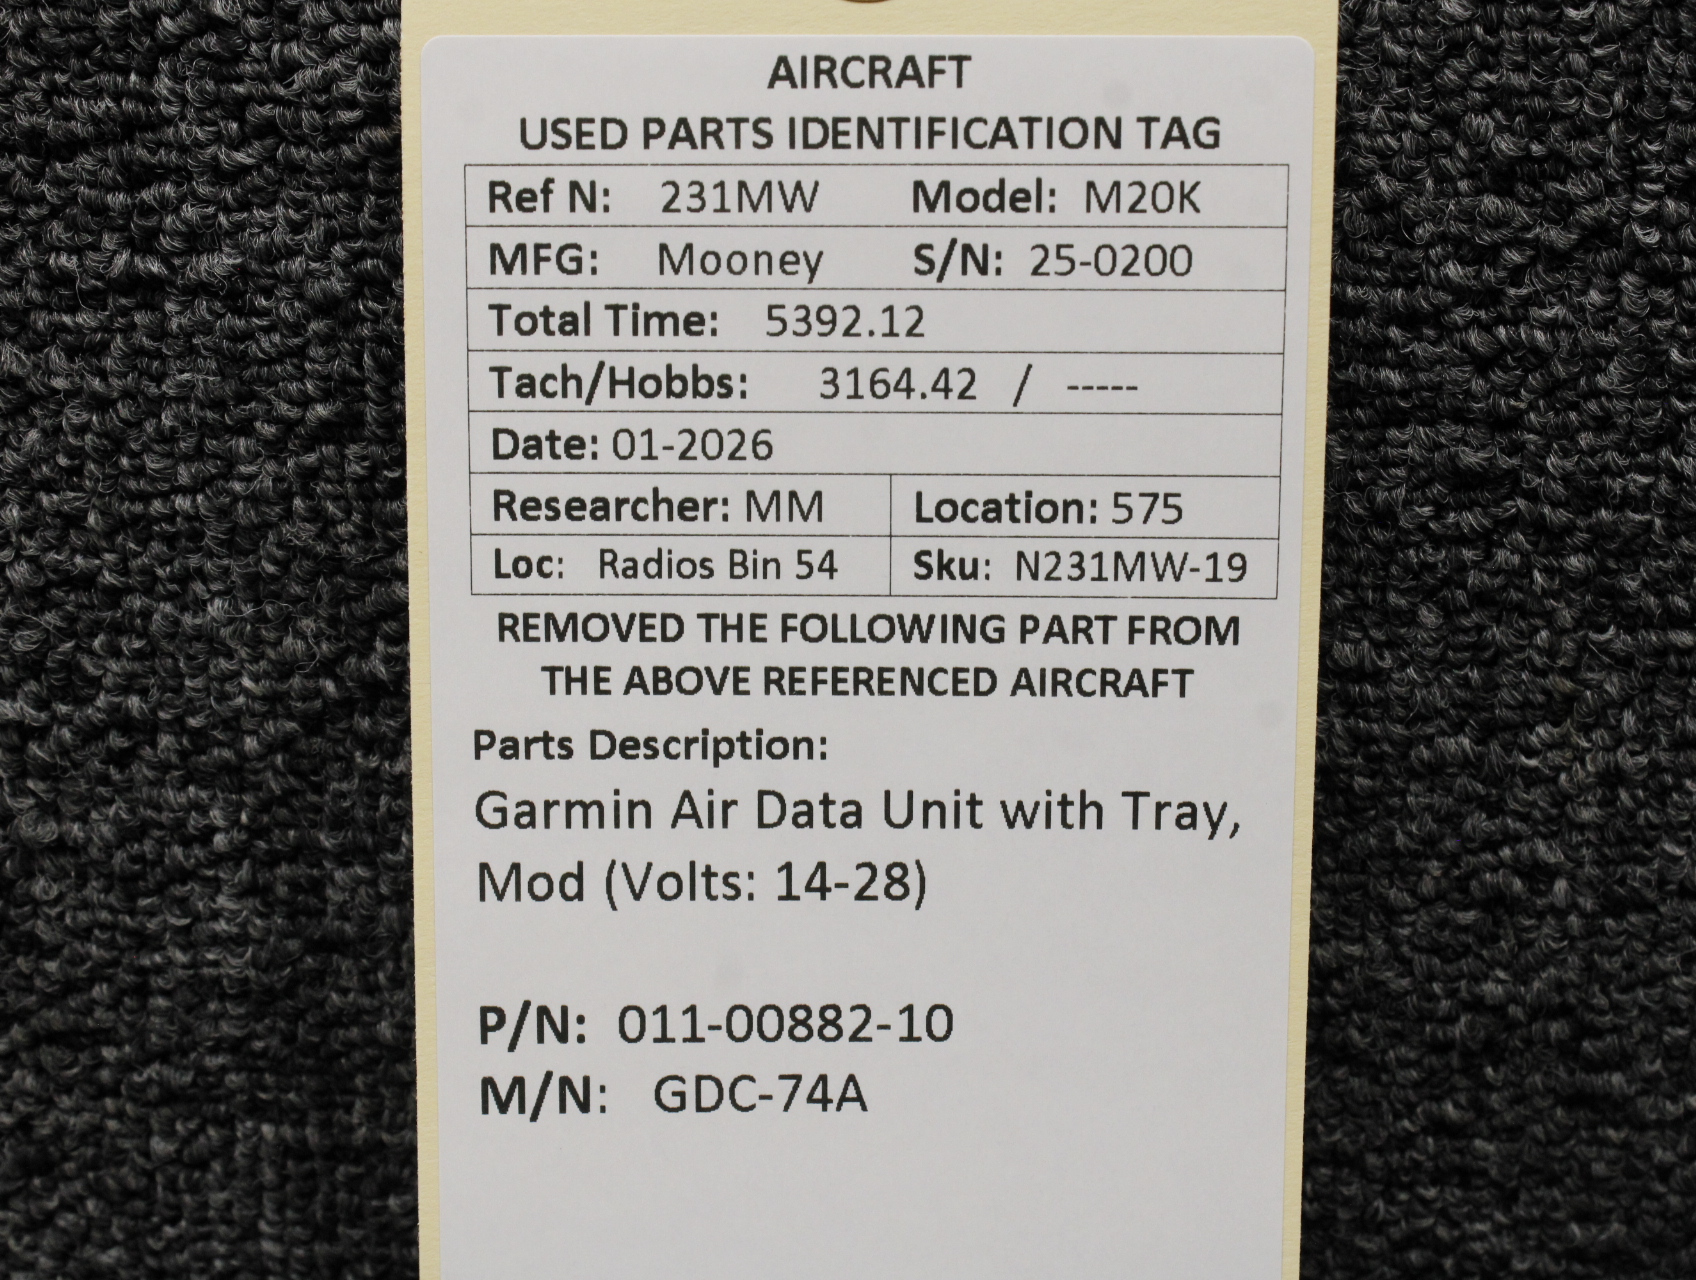 AIRCRAFT
USED PARTS IDENTIFICATION TAG
Ref N: 231MW Model: M20K
MFG: Mooney S/N: 25-0200
Total Time: 5392.12
Tach/Hobbs: 3164.42 / -----
Date: 01-2026
Researcher: MM Location: 575
Loc: Radios Bin 54 Sku: N231MW-19
REMOVED THE FOLLOWING PART FROM
THE ABOVE REFERENCED AIRCRAFT
Parts Description:
Garmin Air Data Unit with Tray,
Mod (Volts: 14-28)
P/N: 011-00882-10
M/N: GDC-74A